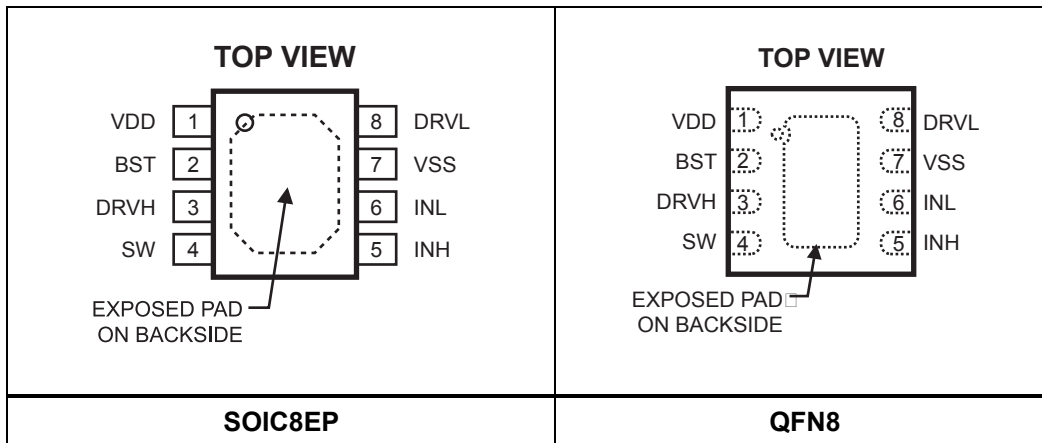 TOP VIEW
VDD 1 8 DRVL
BST 2 7 VSS
DRVH 3 6 INL
SW 4 5 INH
EXPOSED PAD
ON BACKSIDE
SOIC8EP
TOP VIEW
VDD 1 8 DRVL
BST 2 7 VSS
DRVH 3 6 INL
SW 4 5 INH
EXPOSED PAD□
ON BACKSIDE
QFN8